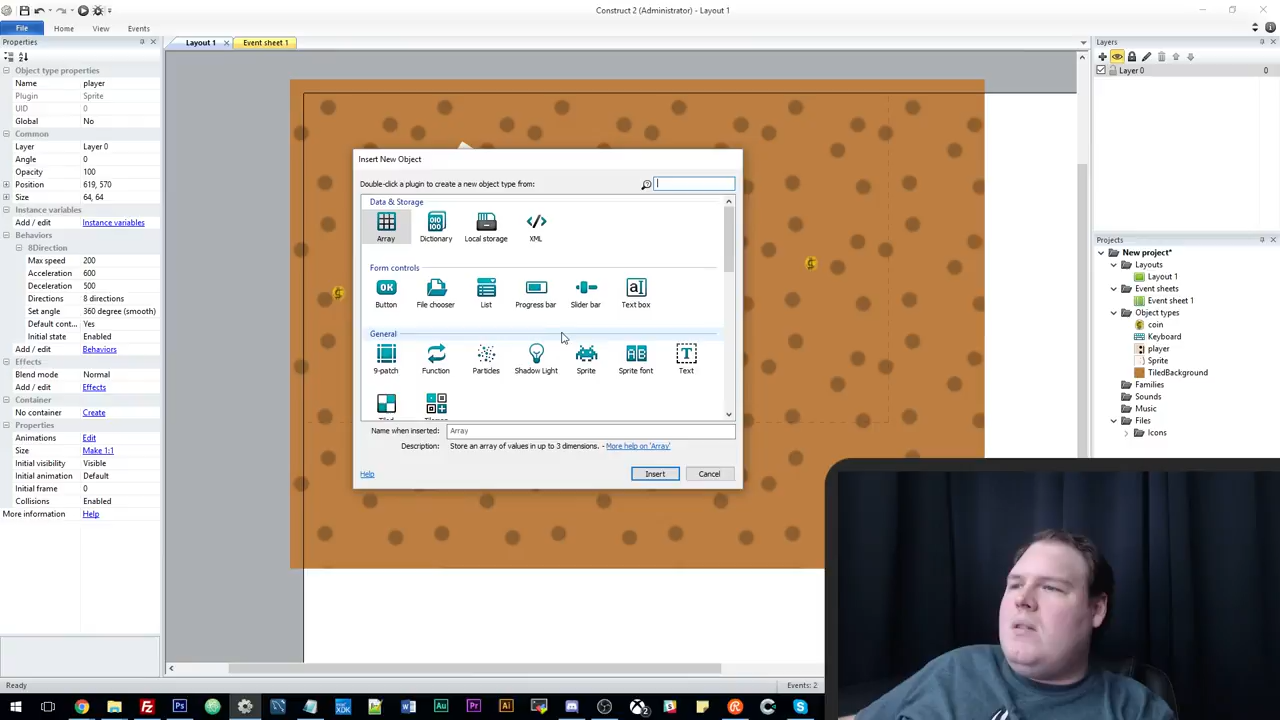 Construct 2 (Administrator) - Layout 1
File Home View Events
Properties
Layout 1
Event sheet 1
Object type properties
Name player
Plugin Sprite
UID 0
Global No
Common
Layer Layer 0
Angle 0
Opacity 100
Position 619, 570
Size 64, 64
Instance variables
Add / edit Instance variables
Behaviors
8Direction
Max speed 200
Acceleration 600
Deceleration 500
Directions 8 directions
Set angle 360 degree (smooth)
Default cont... Yes
Initial state Enabled
Add / edit Behaviors
Effects
Blend mode Normal
Add / edit Effects
Container
No container Create
Properties
Animations Edit
Size Make 1:1
Initial visibility Visible
Initial animation Default
Initial frame 0
Collisions Enabled
More information Help
Insert New Object
Double-click a plugin to create a new object type from:
Data & Storage
Array Dictionary Local storage XML
Form controls
Button File chooser List Progress bar Slider bar Text box
General
9-patch Function Particles Shadow Light Sprite Sprite font Text
Name when inserted: Array
Description: Store an array of values in up to 3 dimensions. - More help on 'Array'
Help
Insert
Cancel
Layers
Layer 0 0
Projects
New project*
Layouts
Layout 1
Event sheets
Event sheet 1
Object types
coin
Keyboard
player
Sprite
TiledBackground
Families
Sounds
Music
Files
Icons
Ready
Events: 2